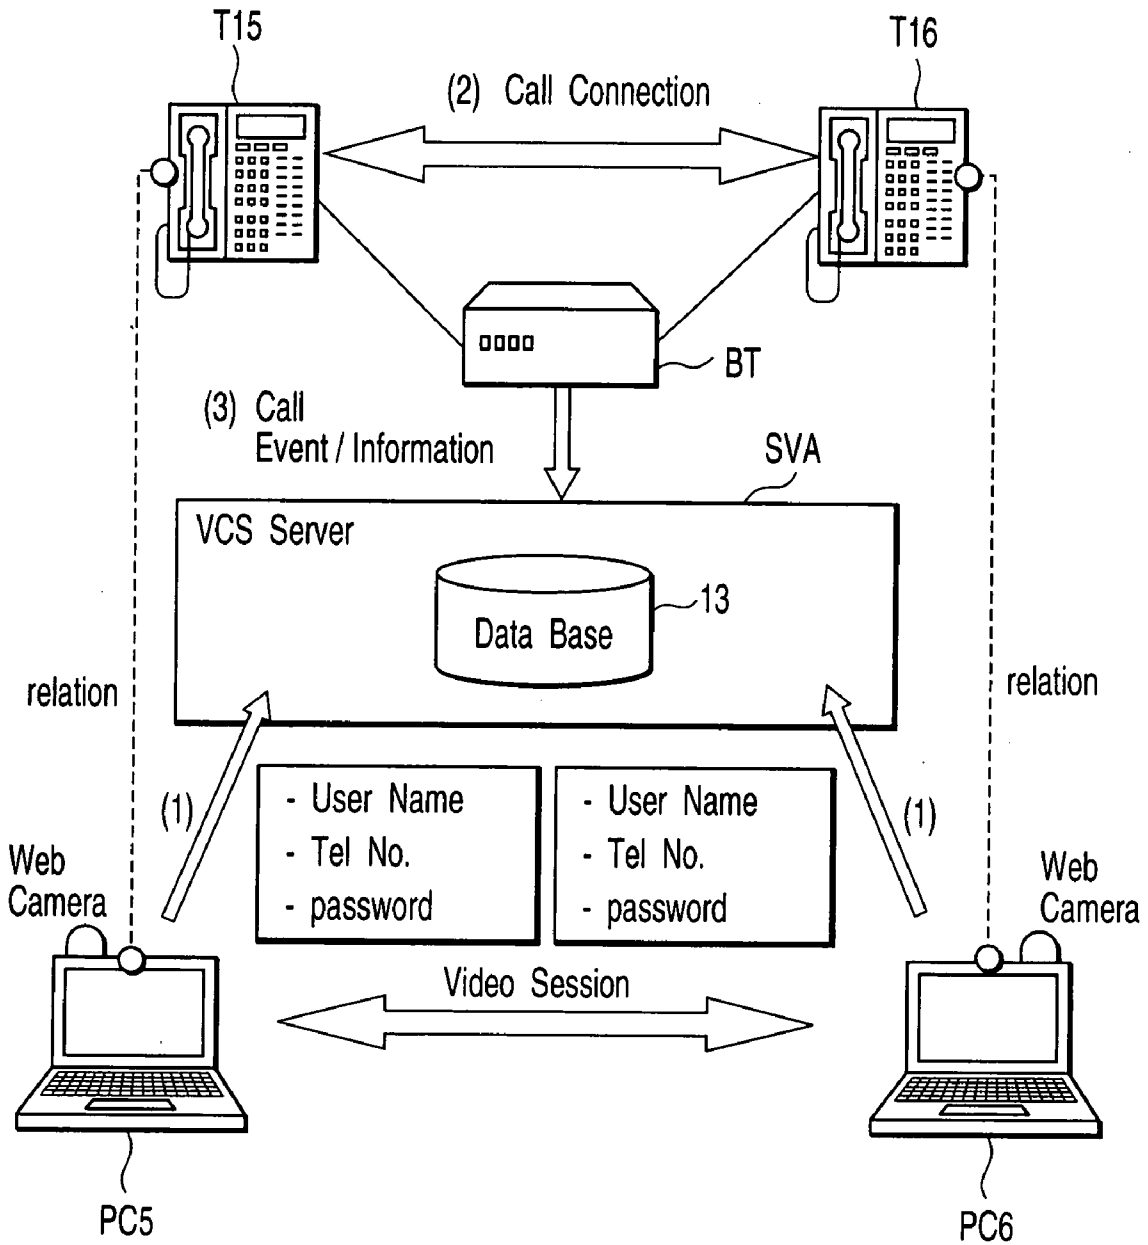 T15
T16
(2) Call Connection
BT
(3) Call
Event / Information
SVA
VCS Server
13
Data Base
relation
relation
(1)
- User Name
- Tel No.
- password
- User Name
- Tel No.
- password
(1)
Web
Camera
Web
Camera
Video Session
PC5
PC6